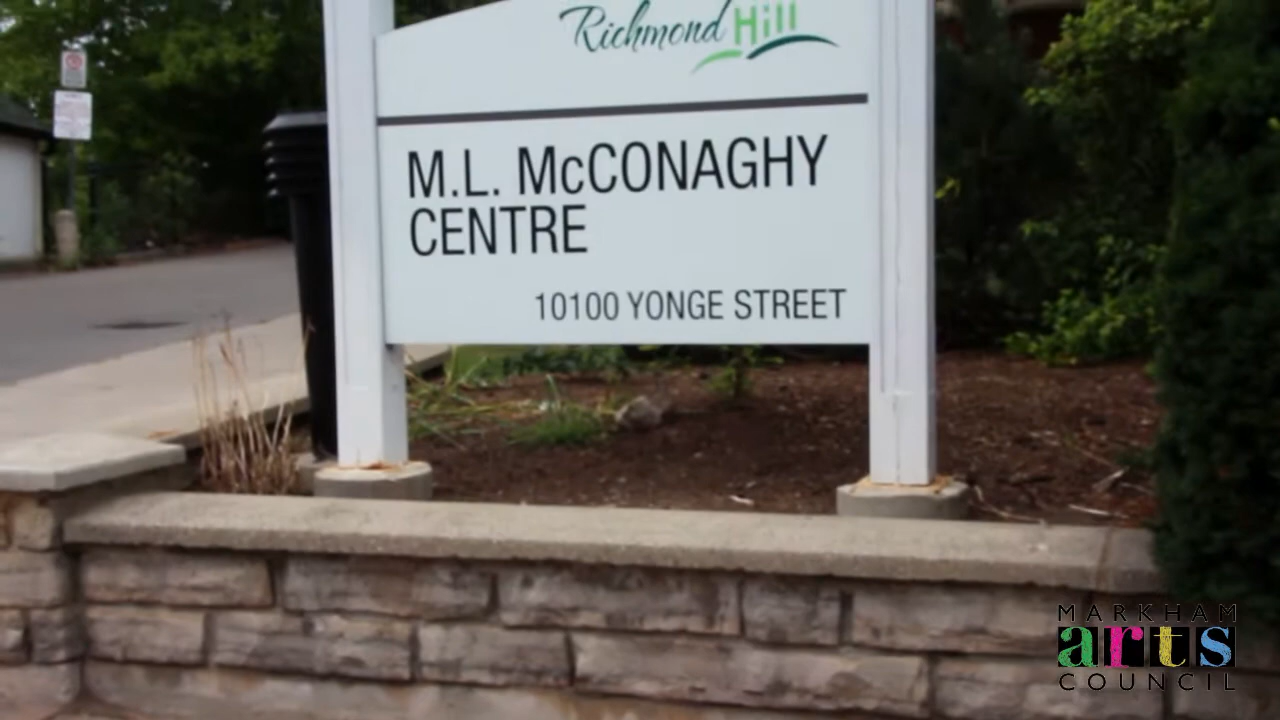 Richmond Hill
M.L. McCONAGHY
CENTRE
10100 YONGE STREET
MARKHAM
arts
COUNCIL